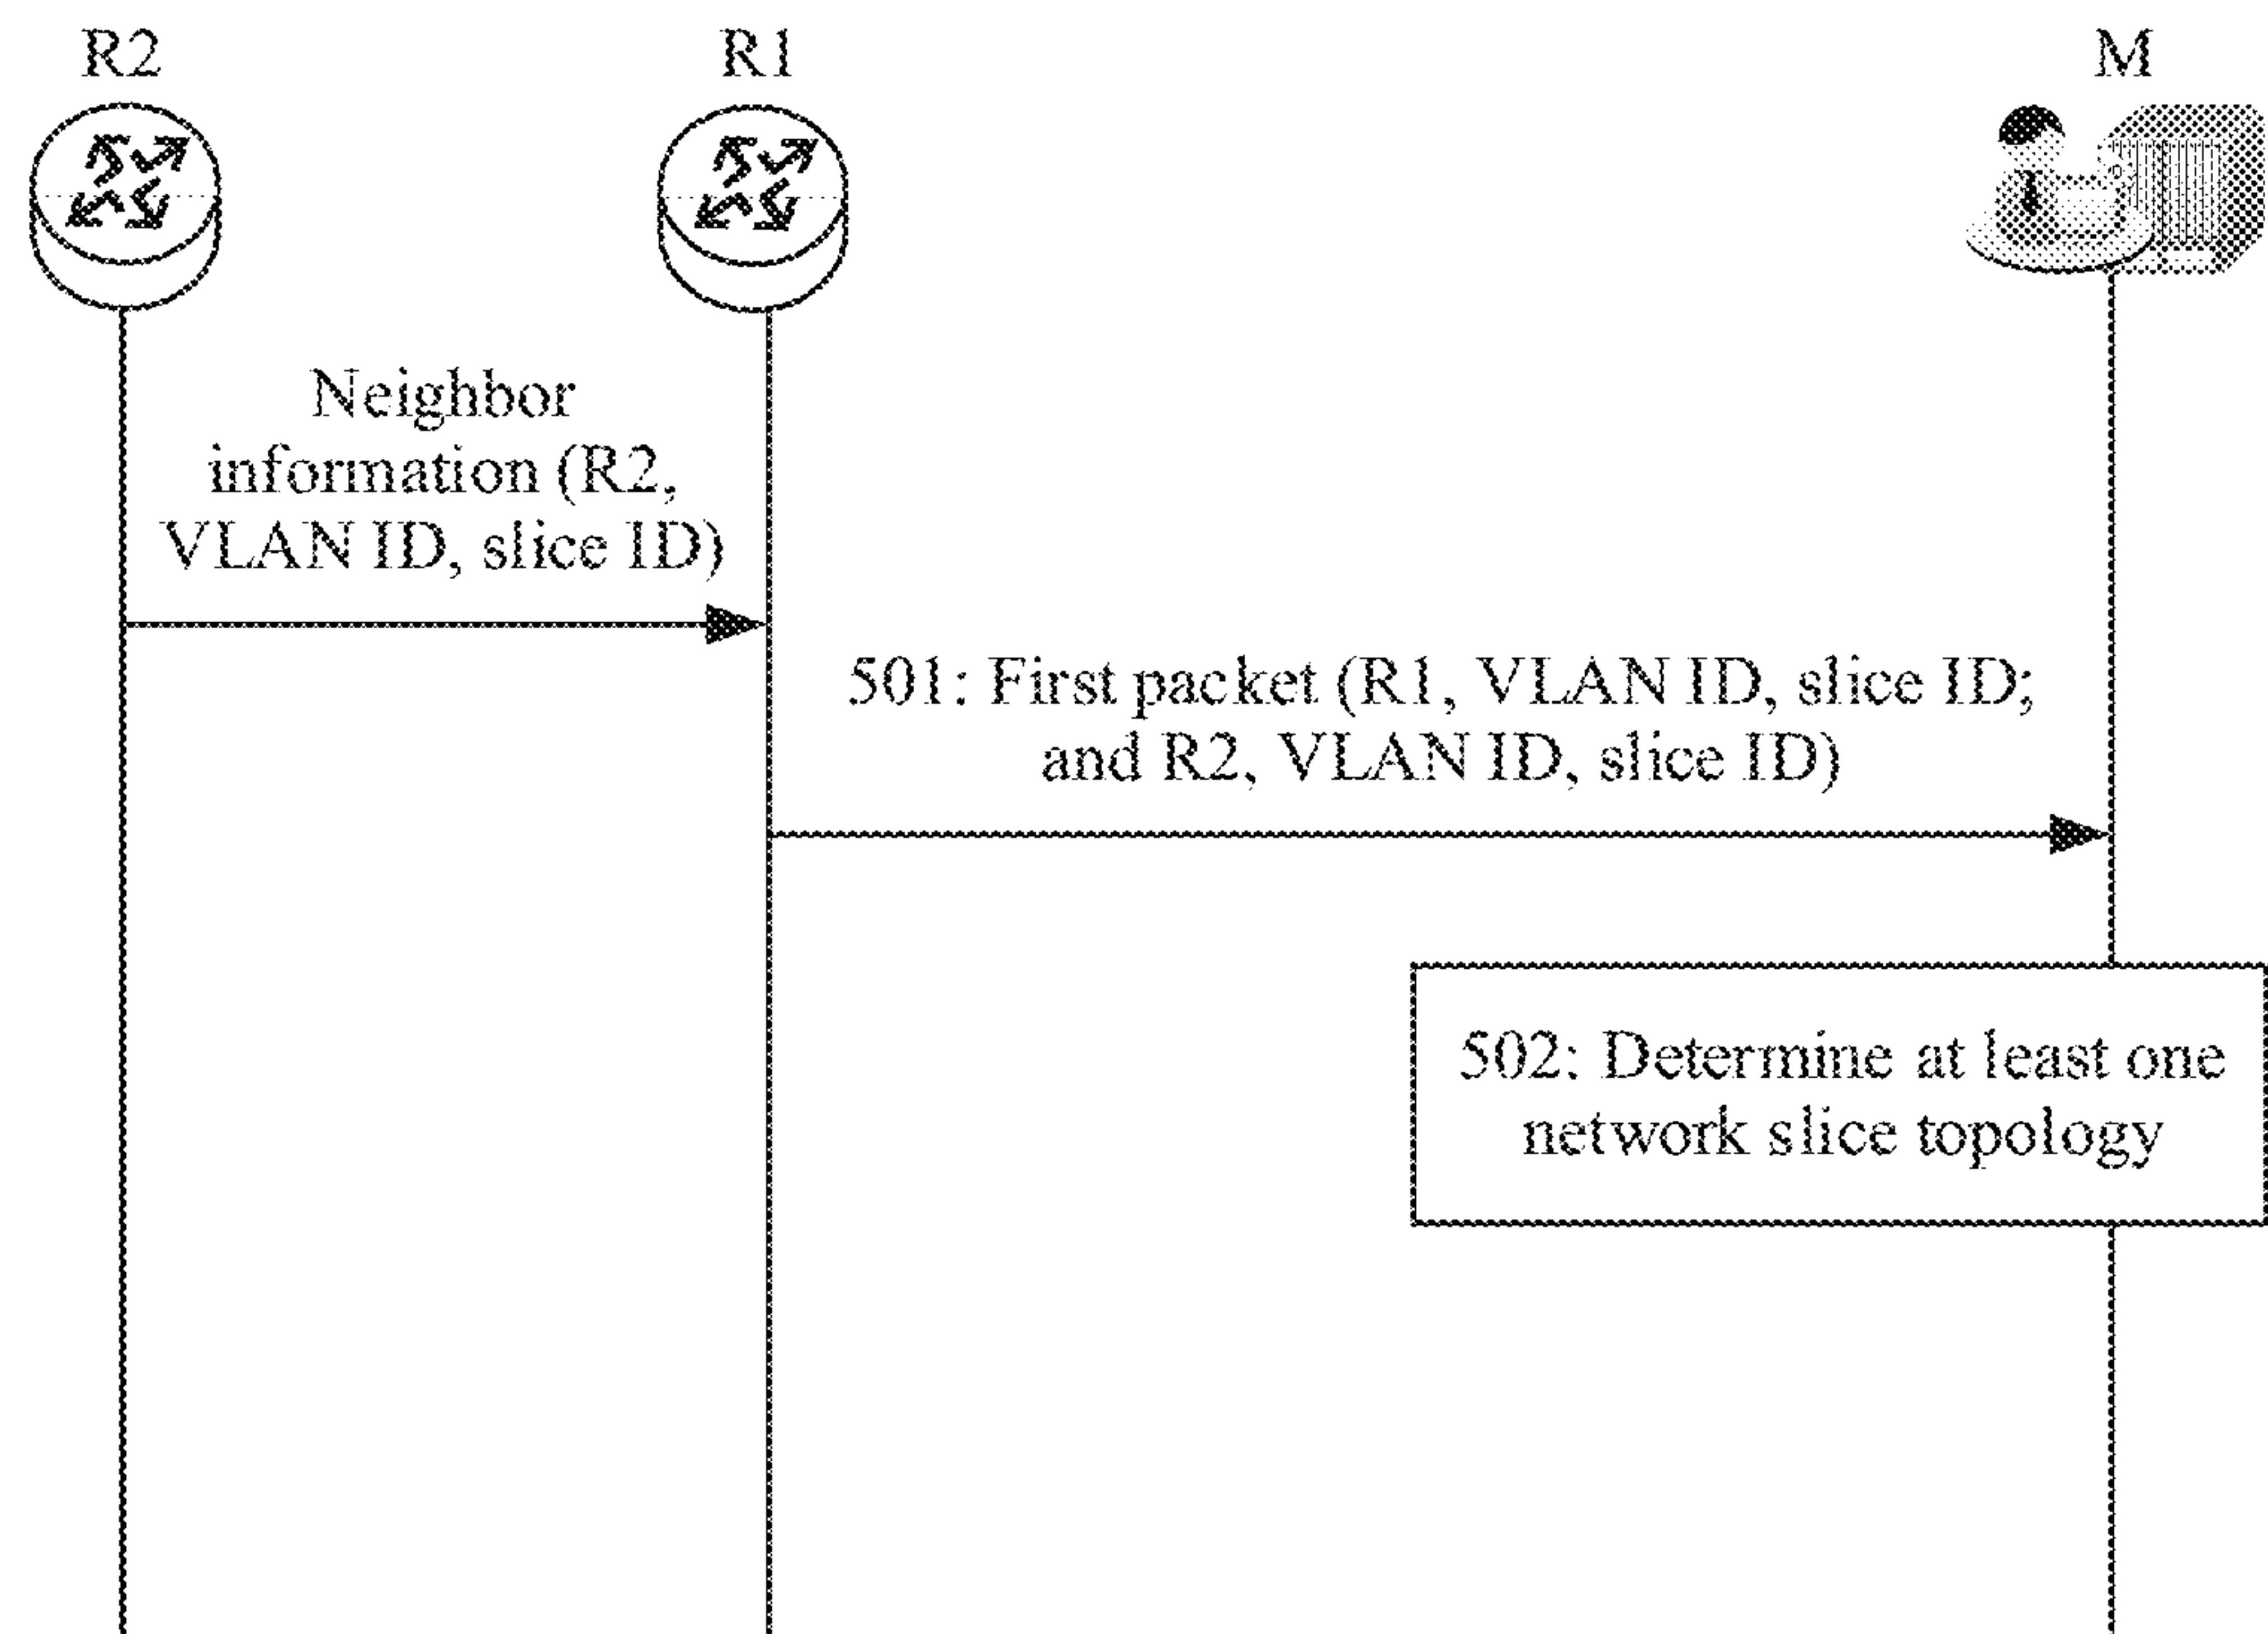 R2
R1
M
Neighbor
information (R2,
VLAN ID, slice ID)
501: First packet (R1, VLAN ID, slice ID;
and R2, VLAN ID, slice ID)
502: Determine at least one
network slice topology